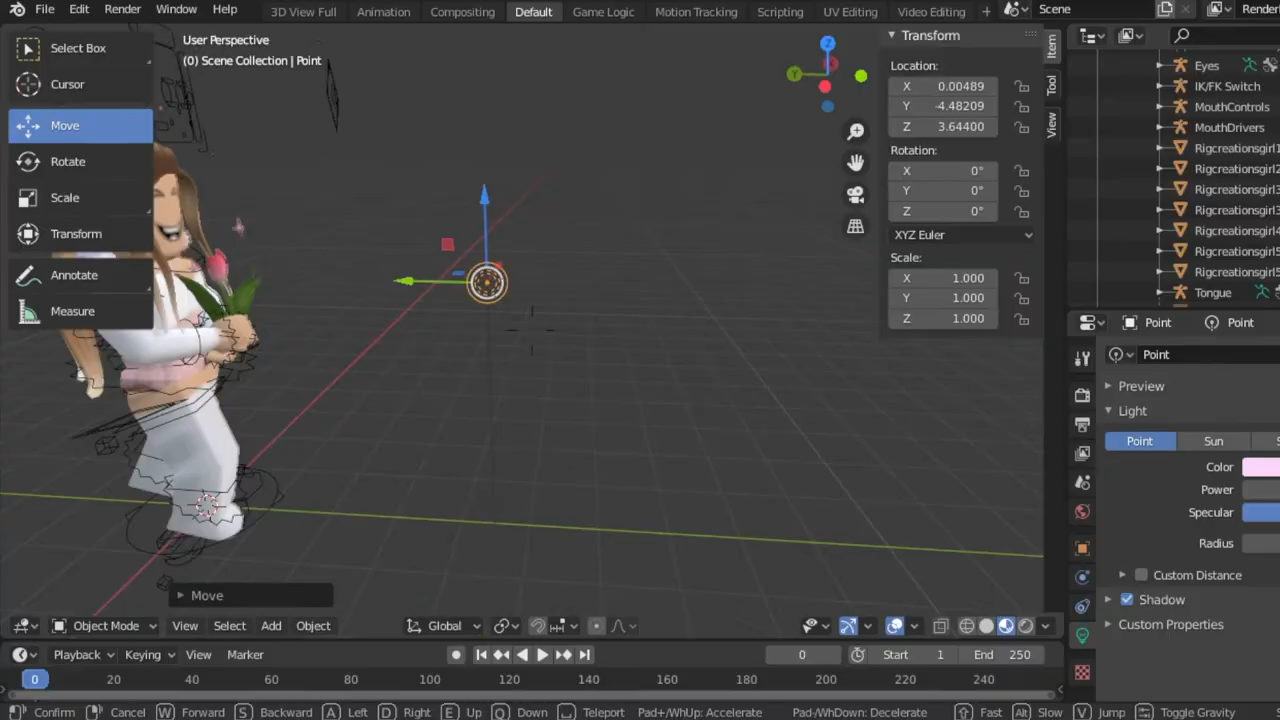 File Edit Render Window Help 3D View Full Animation Compositing Default Game Logic Motion Tracking Scripting UV Editing Video Editing + Scene
Select Box
Cursor
Move
Rotate
Scale
Transform
Annotate
Measure
User Perspective
(0) Scene Collection | Point
Z
Y
Transform
Location:
X 0.00489
Y -4.48209
Z 3.64400
Rotation:
X 0°
Y 0°
Z 0°
XYZ Euler
Scale:
X 1.000
Y 1.000
Z 1.000
Item
Tool
View
Eyes
IK/FK Switch
MouthControls
MouthDrivers
Rigcreationsgirl
Rigcreationsgirl
Rigcreationsgirl
Rigcreationsgirl
Rigcreationsgirl
Rigcreationsgirl
Rigcreationsgirl
Tongue
Point Point
Point
Preview
Light
Point Sun
Color
Power
Specular
Radius
Custom Distance
Shadow
Custom Properties
Move
Object Mode View Select Add Object Global
Playback Keying View Marker 0 Start 1 End 250
0 20 40 60 80 100 120 140 160 180 200 220 240
Confirm Cancel W Forward S Backward A Left D Right E Up Q Down Teleport Pad+/WhUp: Accelerate Pad-/WhDown: Decelerate Fast Alt Slow V Jump Toggle Gravity